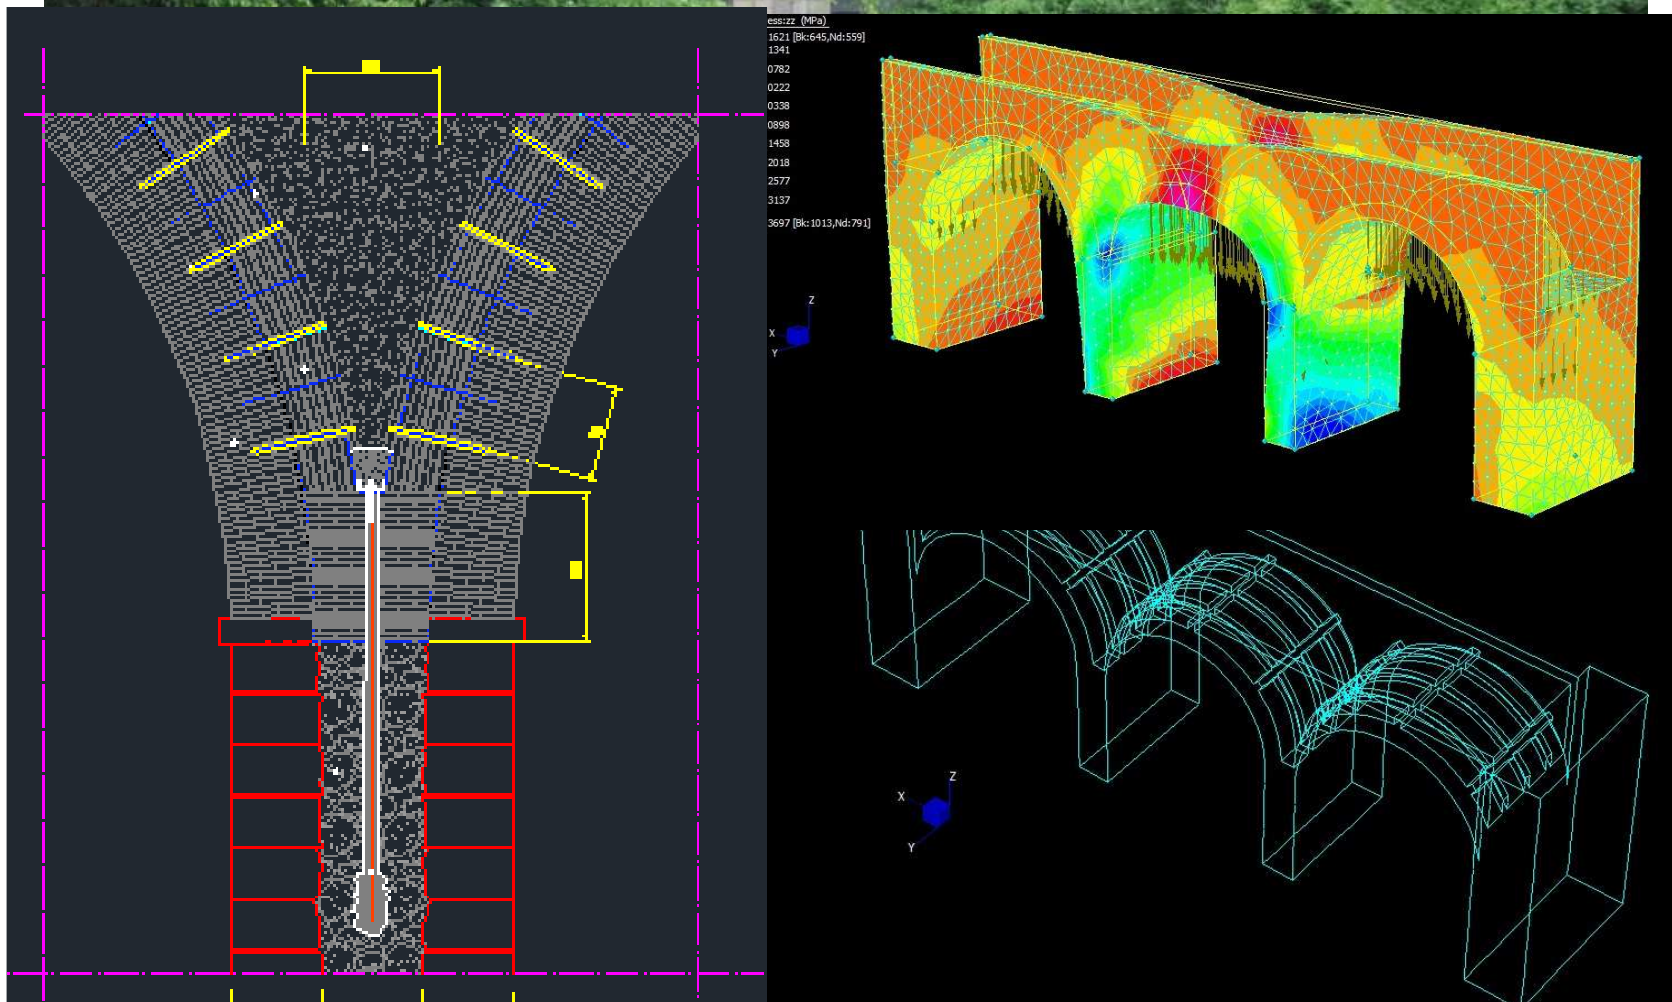 ess:zz (MPa)
1621 [Bk:645,Nd:559]
1341
0782
0222
0338
0898
1458
2018
2577
3137
3697 [Bk:1013,Nd:791]
Z
X
Y
Z
X
Y